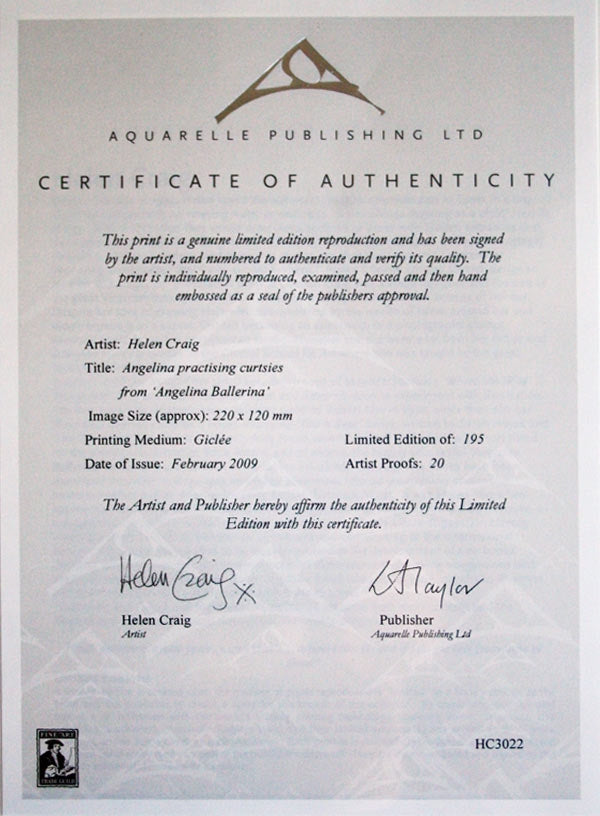 AQUARELLE PUBLISHING LTD
CERTIFICATE OF AUTHENTICITY
This print is a genuine limited edition reproduction and has been signed
by the artist, and numbered to authenticate and verify its quality. The
print is individually reproduced, examined, passed and then hand
embossed as a seal of the publishers approval.
Artist: Helen Craig
Title: Angelina practising curtsies
from ‘Angelina Ballerina’
Image Size (approx): 220 x 120 mm
Printing Medium: Giclée Limited Edition of: 195
Date of Issue: February 2009 Artist Proofs: 20
The Artist and Publisher hereby affirm the authenticity of this Limited
Edition with this certificate.
Helen Craig Taylor
Helen Craig Publisher
Artist Aquarelle Publishing Ltd
HC3022
FINE ART
TRADE GUILD